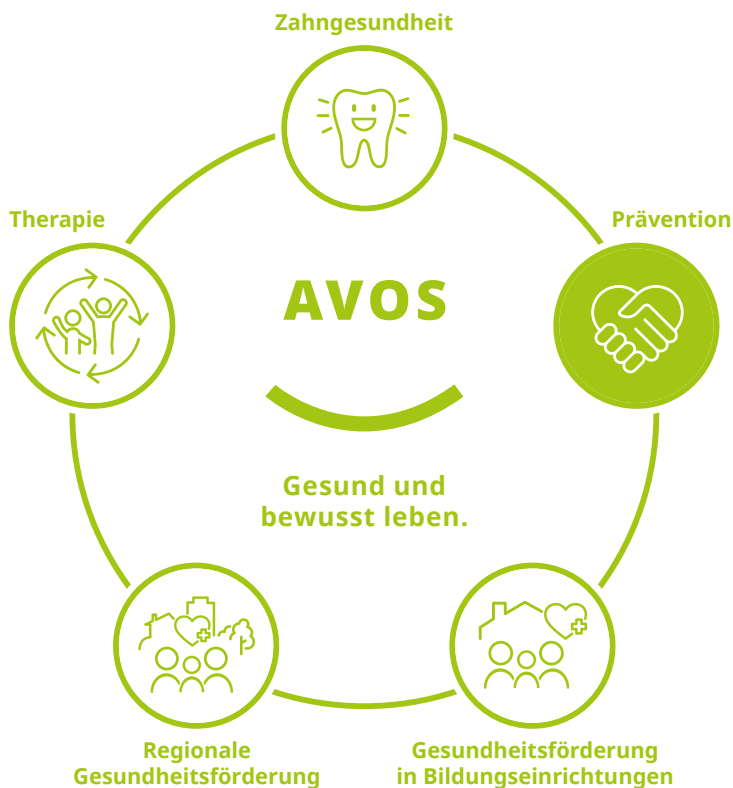 Zahngesundheit
Therapie
Prävention
AVOS
Gesund und
bewusst leben.
Regionale
Gesundheitsförderung
Gesundheitsförderung
in Bildungseinrichtungen